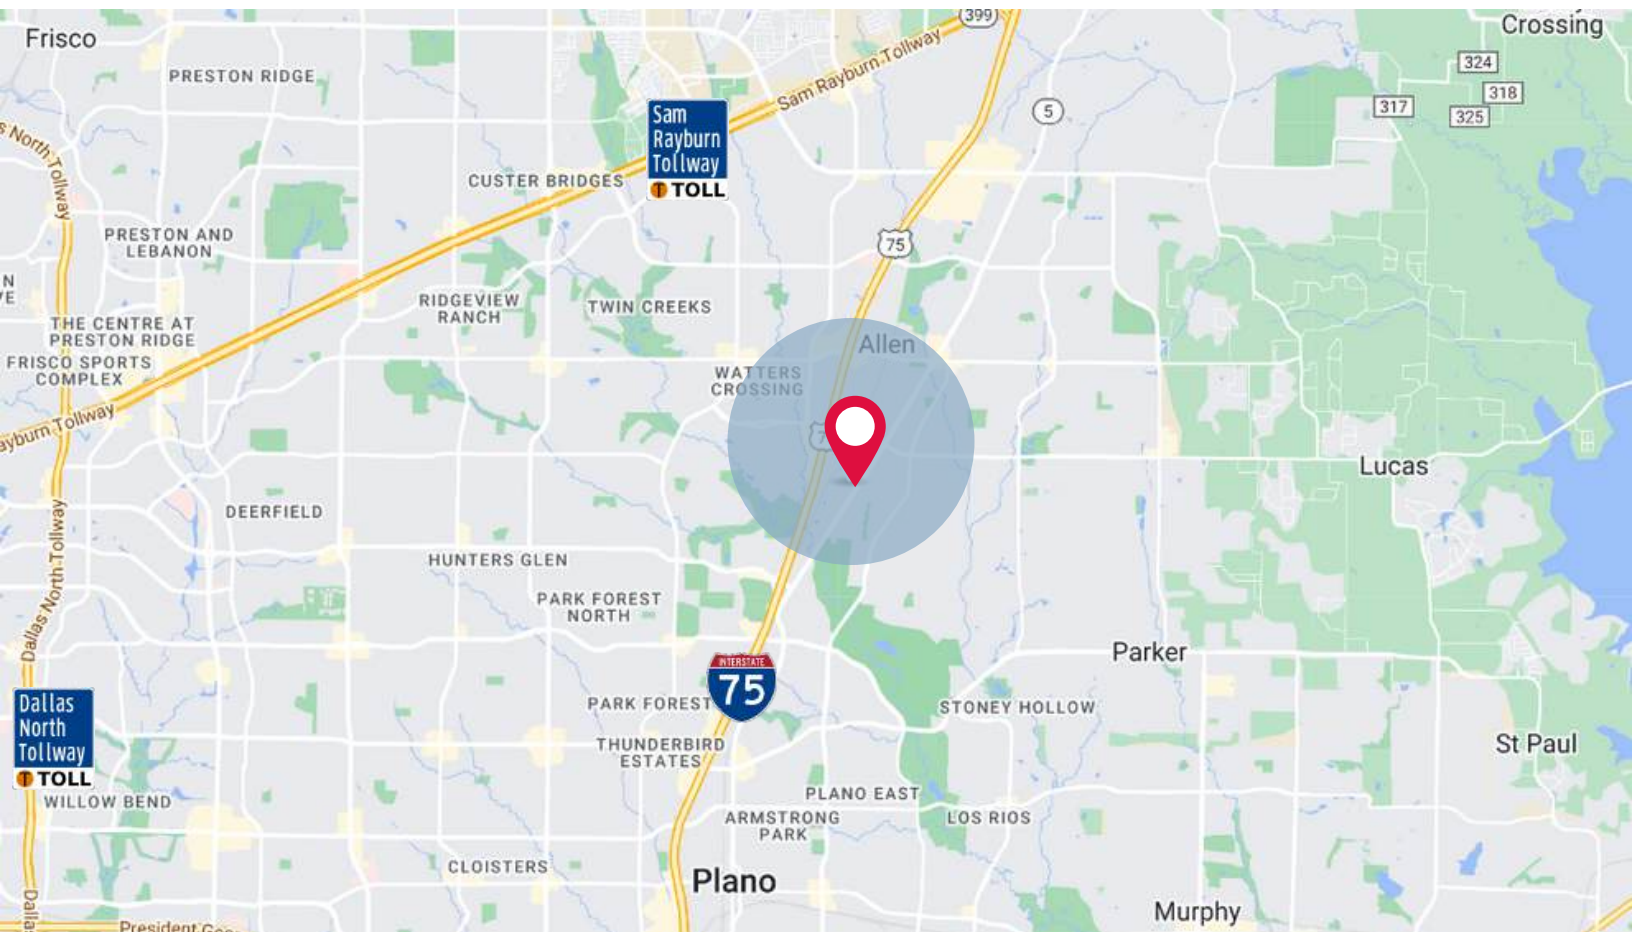 Frisco
PRESTON RIDGE
399
Sam Rayburn Tollway
Crossing
324
318
317
325
5
Sam
Rayburn
Tollway
TOLL
CUSTER BRIDGES
North Tollway
75
PRESTON AND
LEBANON
RIDGEVIEW
RANCH
TWIN CREEKS
THE CENTRE AT
PRESTON RIDGE
FRISCO SPORTS
COMPLEX
Allen
WATTERS
CROSSING
Tollway
Lucas
DEERFIELD
Dallas North Tollway
HUNTERS GLEN
PARK FOREST
NORTH
Parker
INTERSTATE
75
PARK FOREST
STONEY HOLLOW
Dallas
North
Tollway
TOLL
THUNDERBIRD
ESTATES
St Paul
WILLOW BEND
PLANO EAST
ARMSTRONG
PARK
LOS RIOS
CLOISTERS
Plano
Murphy
President